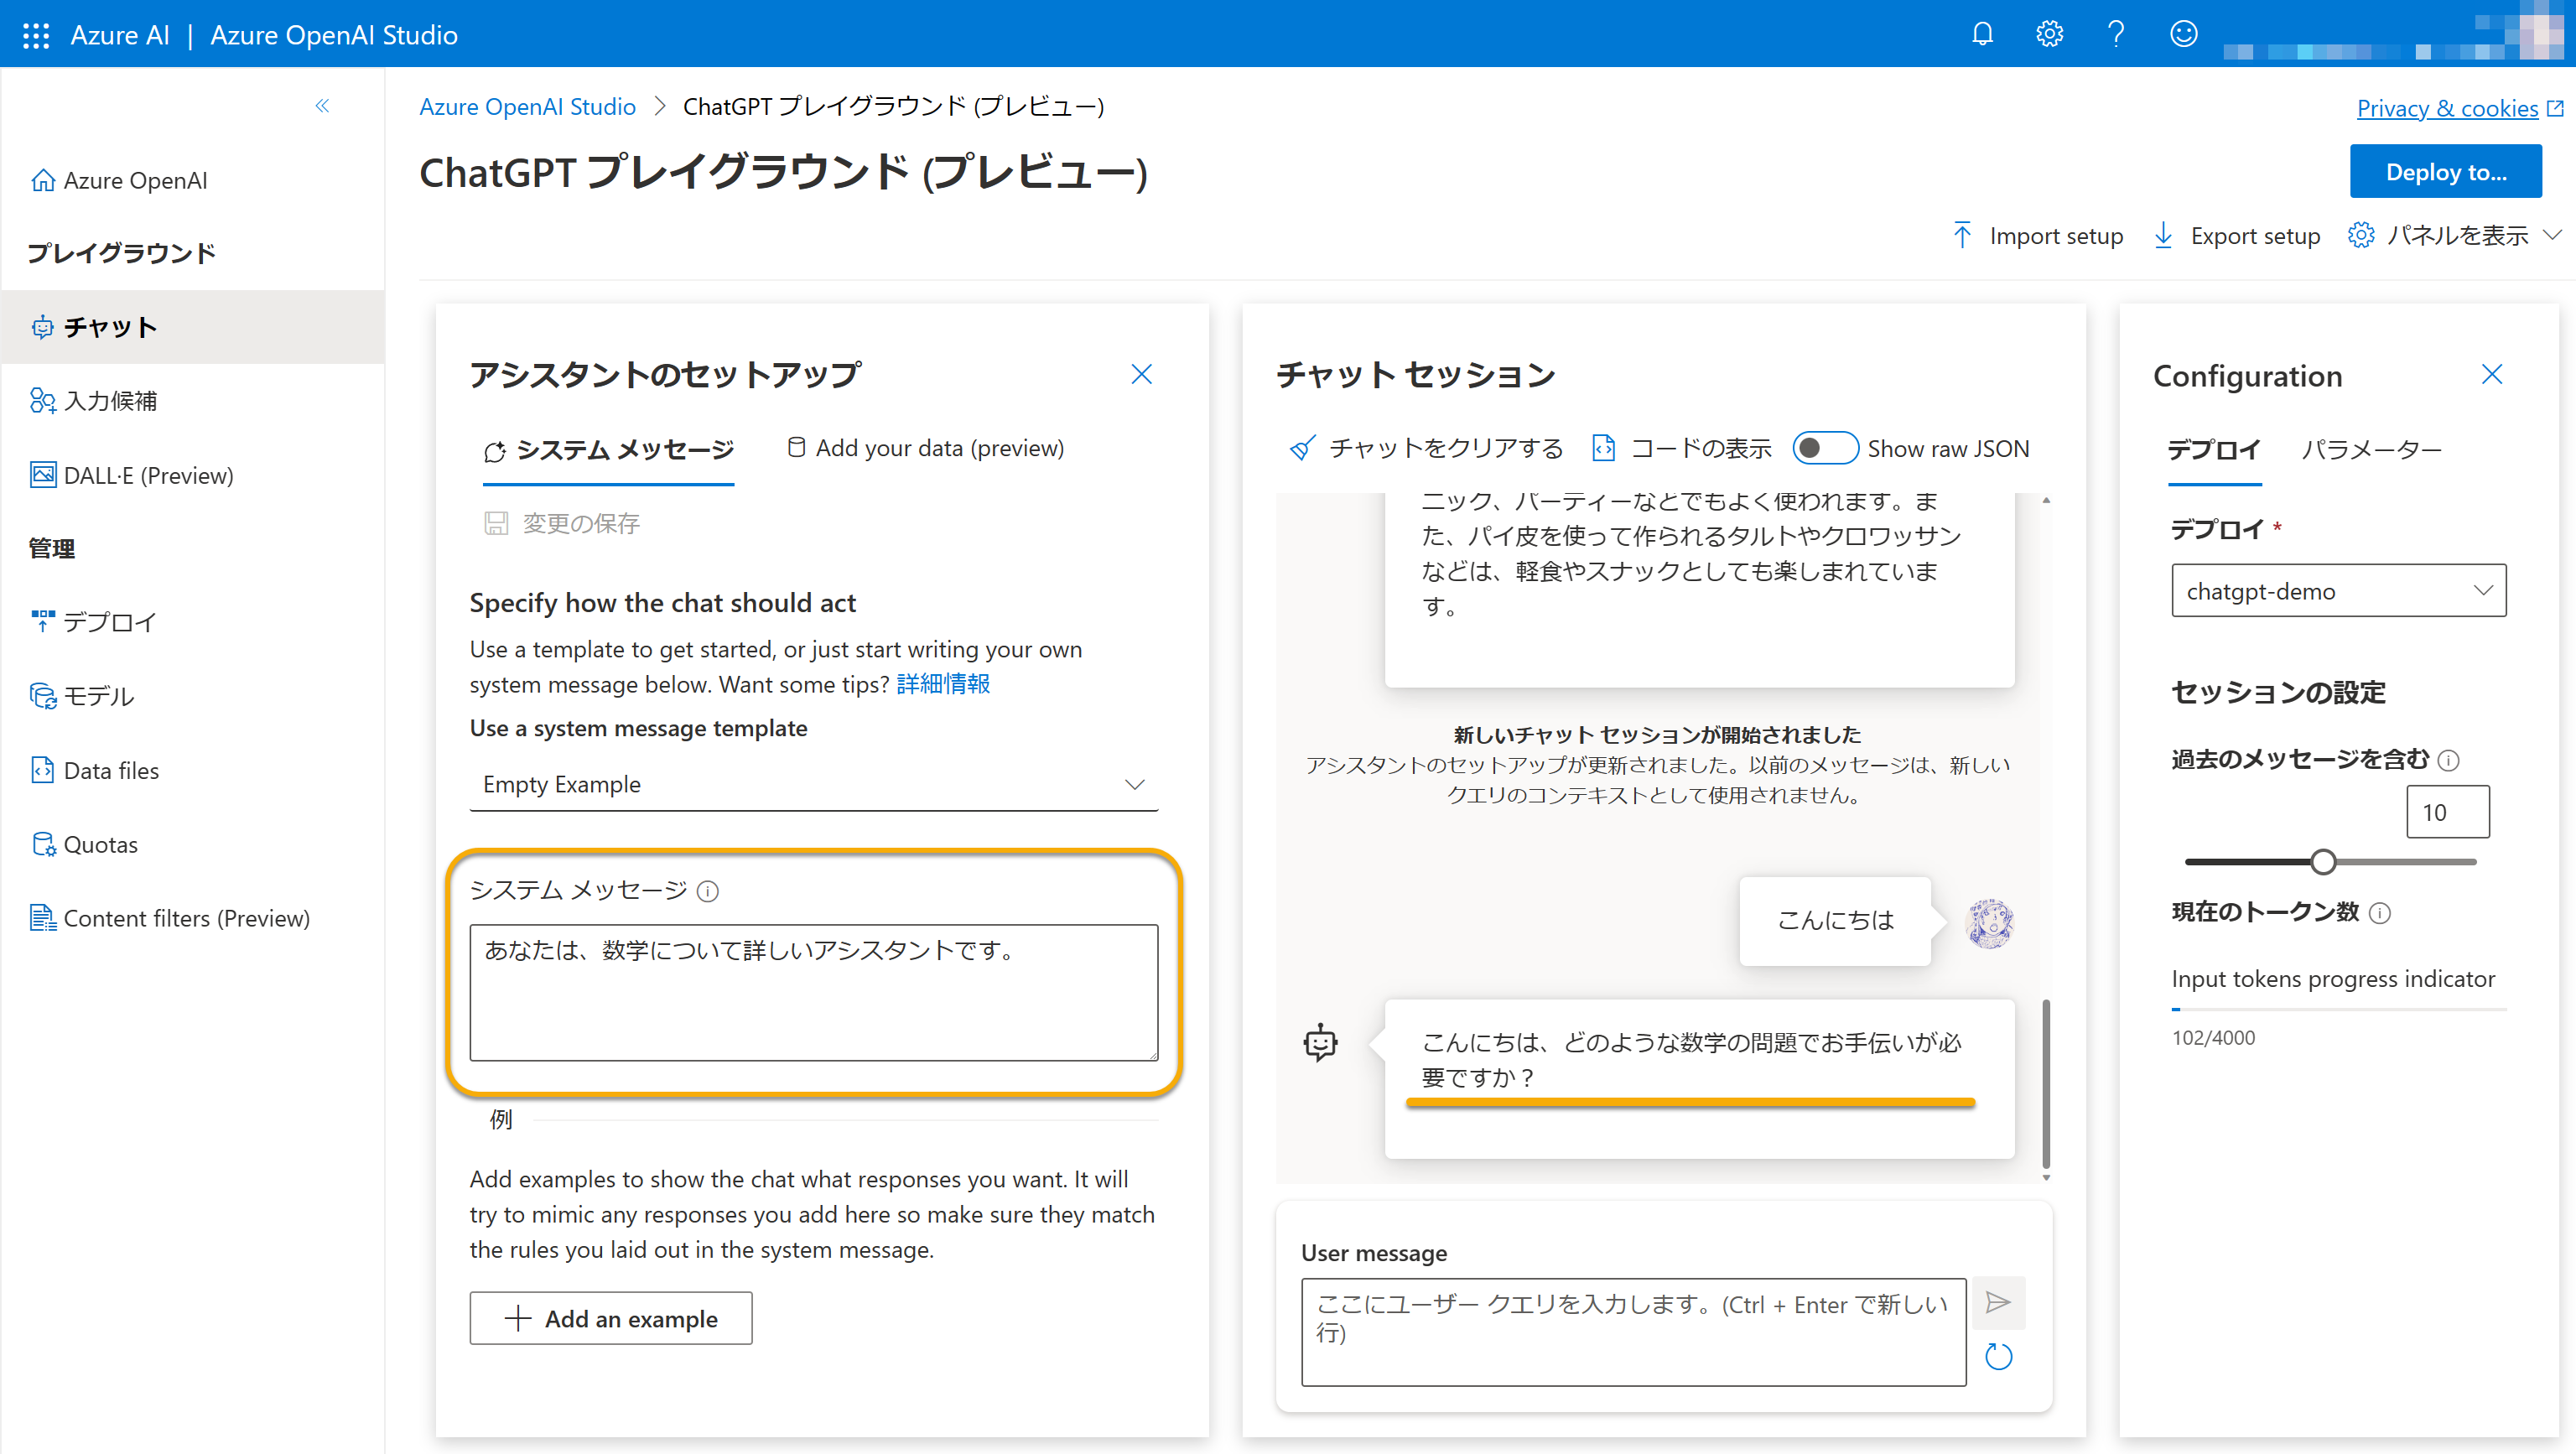 Azure AI | Azure OpenAI Studio
Azure OpenAI
プレイグラウンド
チャット
入力候補
DALL·E (Preview)
管理
デプロイ
モデル
Data files
Quotas
Content filters (Preview)
Azure OpenAI Studio > ChatGPT プレイグラウンド (プレビュー)
Privacy & cookies
ChatGPT プレイグラウンド (プレビュー)
Deploy to...
Import setup
Export setup
パネルを表示
アシスタントのセットアップ
システム メッセージ
Add your data (preview)
変更の保存
Specify how the chat should act
Use a template to get started, or just start writing your own
system message below. Want some tips? 詳細情報
Use a system message template
Empty Example
システム メッセージ
あなたは、数学について詳しいアシスタントです。
例
Add examples to show the chat what responses you want. It will
try to mimic any responses you add here so make sure they match
the rules you laid out in the system message.
Add an example
チャット セッション
チャットをクリアする
コードの表示
Show raw JSON
ニック、パーティーなどでもよく使われます。ま
た、パイ皮を使って作られるタルトやクロワッサン
などは、軽食やスナックとしても楽しまれていま
す。
新しいチャット セッションが開始されました
アシスタントのセットアップが更新されました。以前のメッセージは、新しい
クエリのコンテキストとして使用されません。
こんにちは
こんにちは、どのような数学の問題でお手伝いが必
要ですか？
User message
ここにユーザー クエリを入力します。(Ctrl + Enter で新しい
行)
Configuration
デプロイ
パラメーター
デプロイ *
chatgpt-demo
セッションの設定
過去のメッセージを含む
10
現在のトークン数
Input tokens progress indicator
102/4000